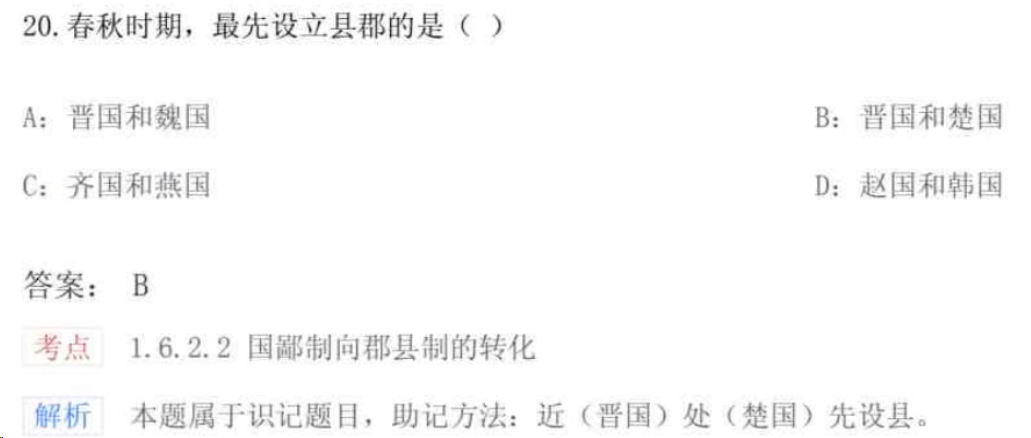 20.春秋时期，最先设立县郡的是（ ）
A：晋国和魏国 B：晋国和楚国
C：齐国和燕国 D：赵国和韩国
答案： B
考点 1.6.2.2 国鄙制向郡县制的转化
解析 本题属于识记题目，助记方法：近（晋国）处（楚国）先设县。